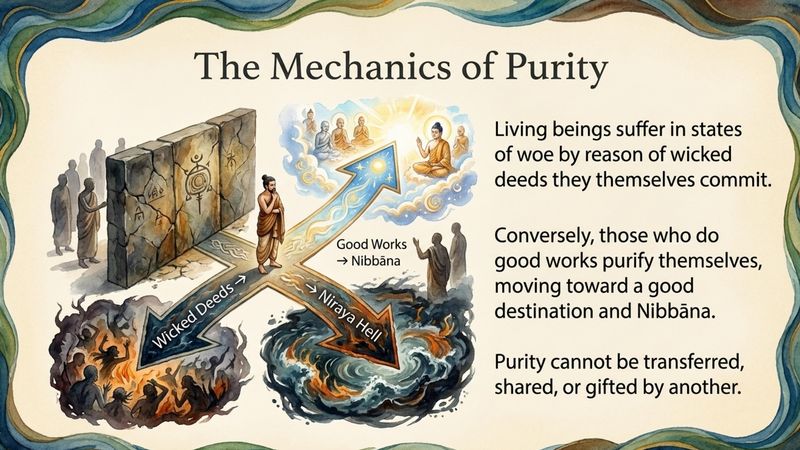 The Mechanics of Purity
Living beings suffer in states
of woe by reason of wicked
deeds they themselves commit.
Conversely, those who do
good works purify themselves,
moving toward a good
destination and Nibbāna.
Purity cannot be transferred,
shared, or gifted by another.
Good Works
→ Nibbāna
Wicked Deeds →
→ Niraya Hell